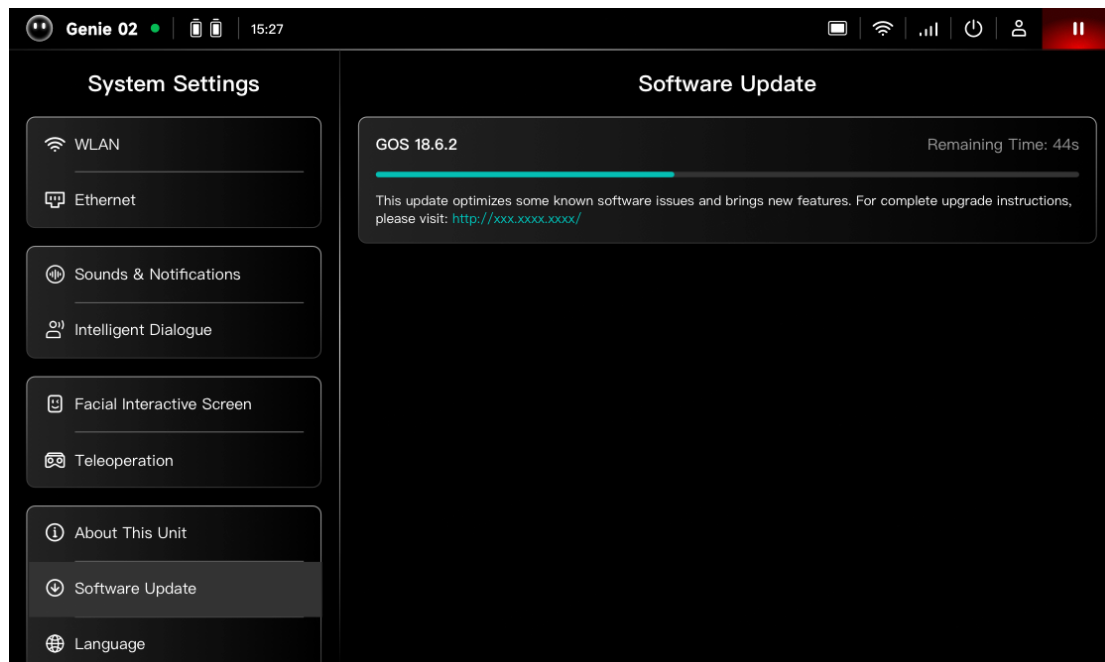 Genie 02
15:27
System Settings
WLAN
Ethernet
Sounds & Notifications
Intelligent Dialogue
Facial Interactive Screen
Teleoperation
About This Unit
Software Update
Language
Software Update
GOS 18.6.2
Remaining Time: 44s
This update optimizes some known software issues and brings new features. For complete upgrade instructions,
please visit: http://xxx.xxxx.xxxx/